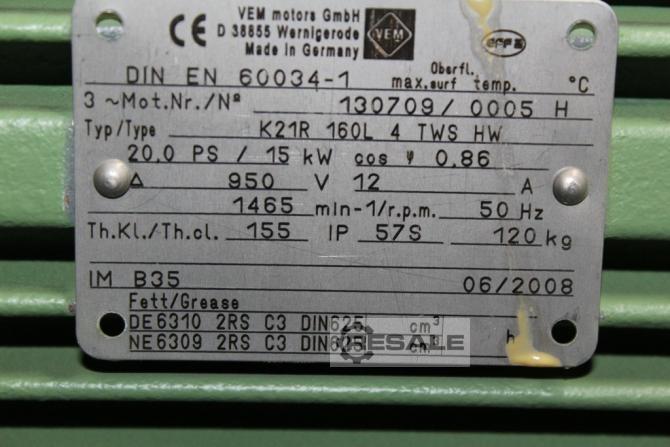 VEM motors GmbH
D 38855 Wernigerode
Made in Germany
CE
VEM
EFF 2
DIN EN 60034-1 Oberfl. max.surf temp. °C
3 ~Mot.Nr./Nº 130709/0005 H
Typ/Type K21R 160L 4 TWS HW
20,0 PS / 15 kW cos φ 0,86
Δ 950 V 12 A
1465 min-1/r.p.m. 50 Hz
Th.Kl./Th.cl. 155 IP 57S 120 kg
IM B35 06/2008
Fett/Grease
DE 6310 2RS C3 DIN625 cm³
NE 6309 2RS C3 DIN625 cm³ h
RESALE